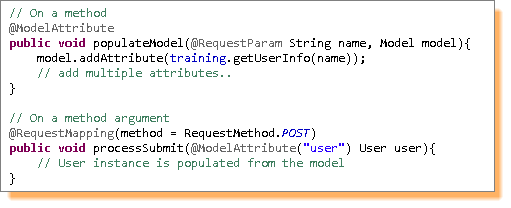 // On a method
@ModelAttribute
public void populateModel(@RequestParam String name, Model model){
    model.addAttribute(training.getUserInfo(name));
    // add multiple attributes..
}

// On a method argument
@RequestMapping(method = RequestMethod.POST)
public void processSubmit(@ModelAttribute("user") User user){
    // User instance is populated from the model
}